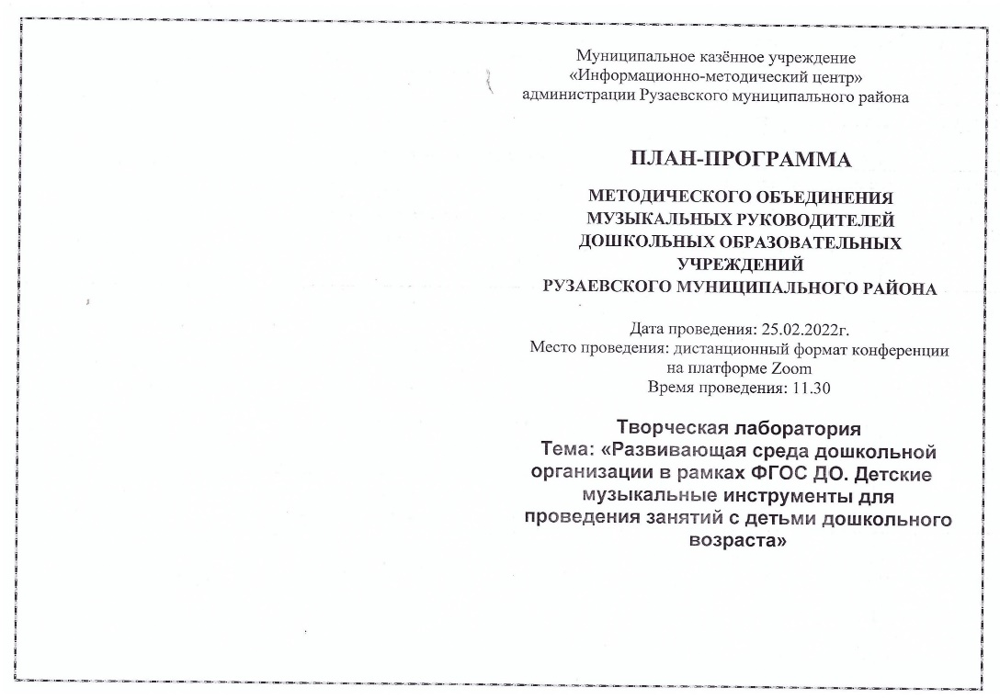 Муниципальное казённое учреждение
«Информационно-методический центр»
администрации Рузаевского муниципального района
ПЛАН-ПРОГРАММА
МЕТОДИЧЕСКОГО ОБЪЕДИНЕНИЯ
МУЗЫКАЛЬНЫХ РУКОВОДИТЕЛЕЙ
ДОШКОЛЬНЫХ ОБРАЗОВАТЕЛЬНЫХ
УЧРЕЖДЕНИЙ
РУЗАЕВСКОГО МУНИЦИПАЛЬНОГО РАЙОНА
Дата проведения: 25.02.2022г.
Место проведения: дистанционный формат конференции
на платформе Zoom
Время проведения: 11.30
Творческая лаборатория
Тема: «Развивающая среда дошкольной
организации в рамках ФГОС ДО. Детские
музыкальные инструменты для
проведения занятий с детьми дошкольного
возраста»